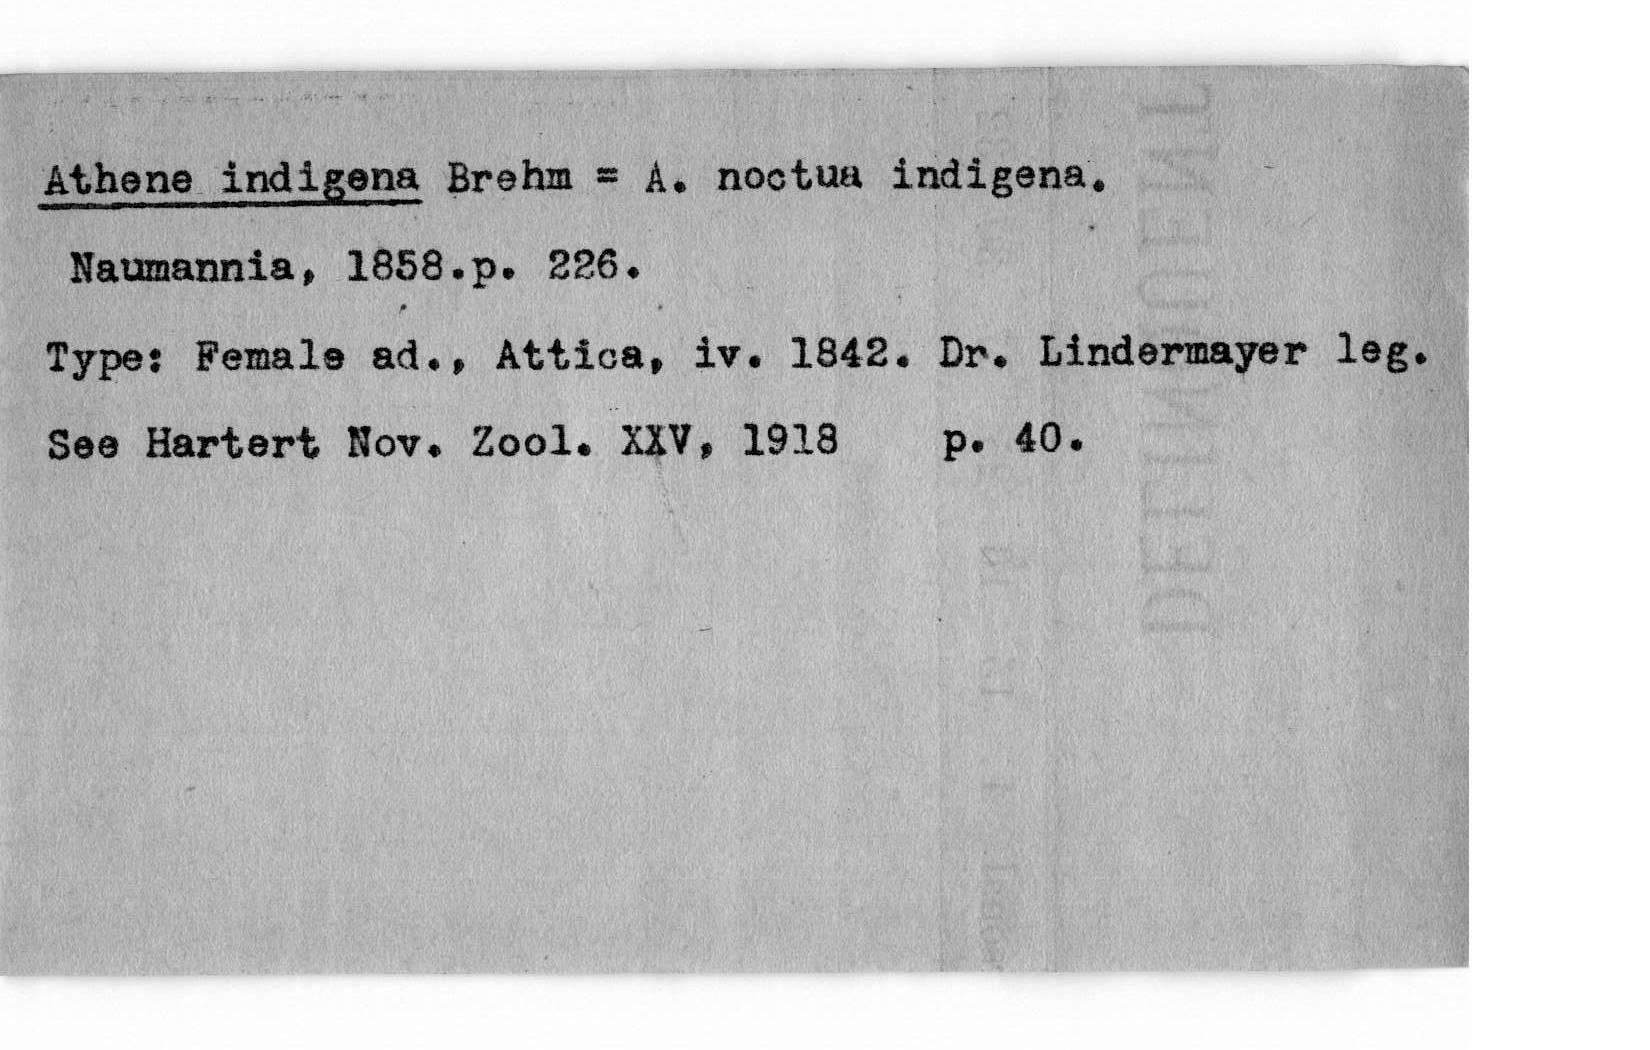 Athene indigena Brehm = A. noctua indigena.
Naumannia, 1858.p. 226.
Type: Female ad., Attica, iv. 1842. Dr. Lindermayer leg.
See Hartert Nov. Zool. XXV, 1918 p. 40.